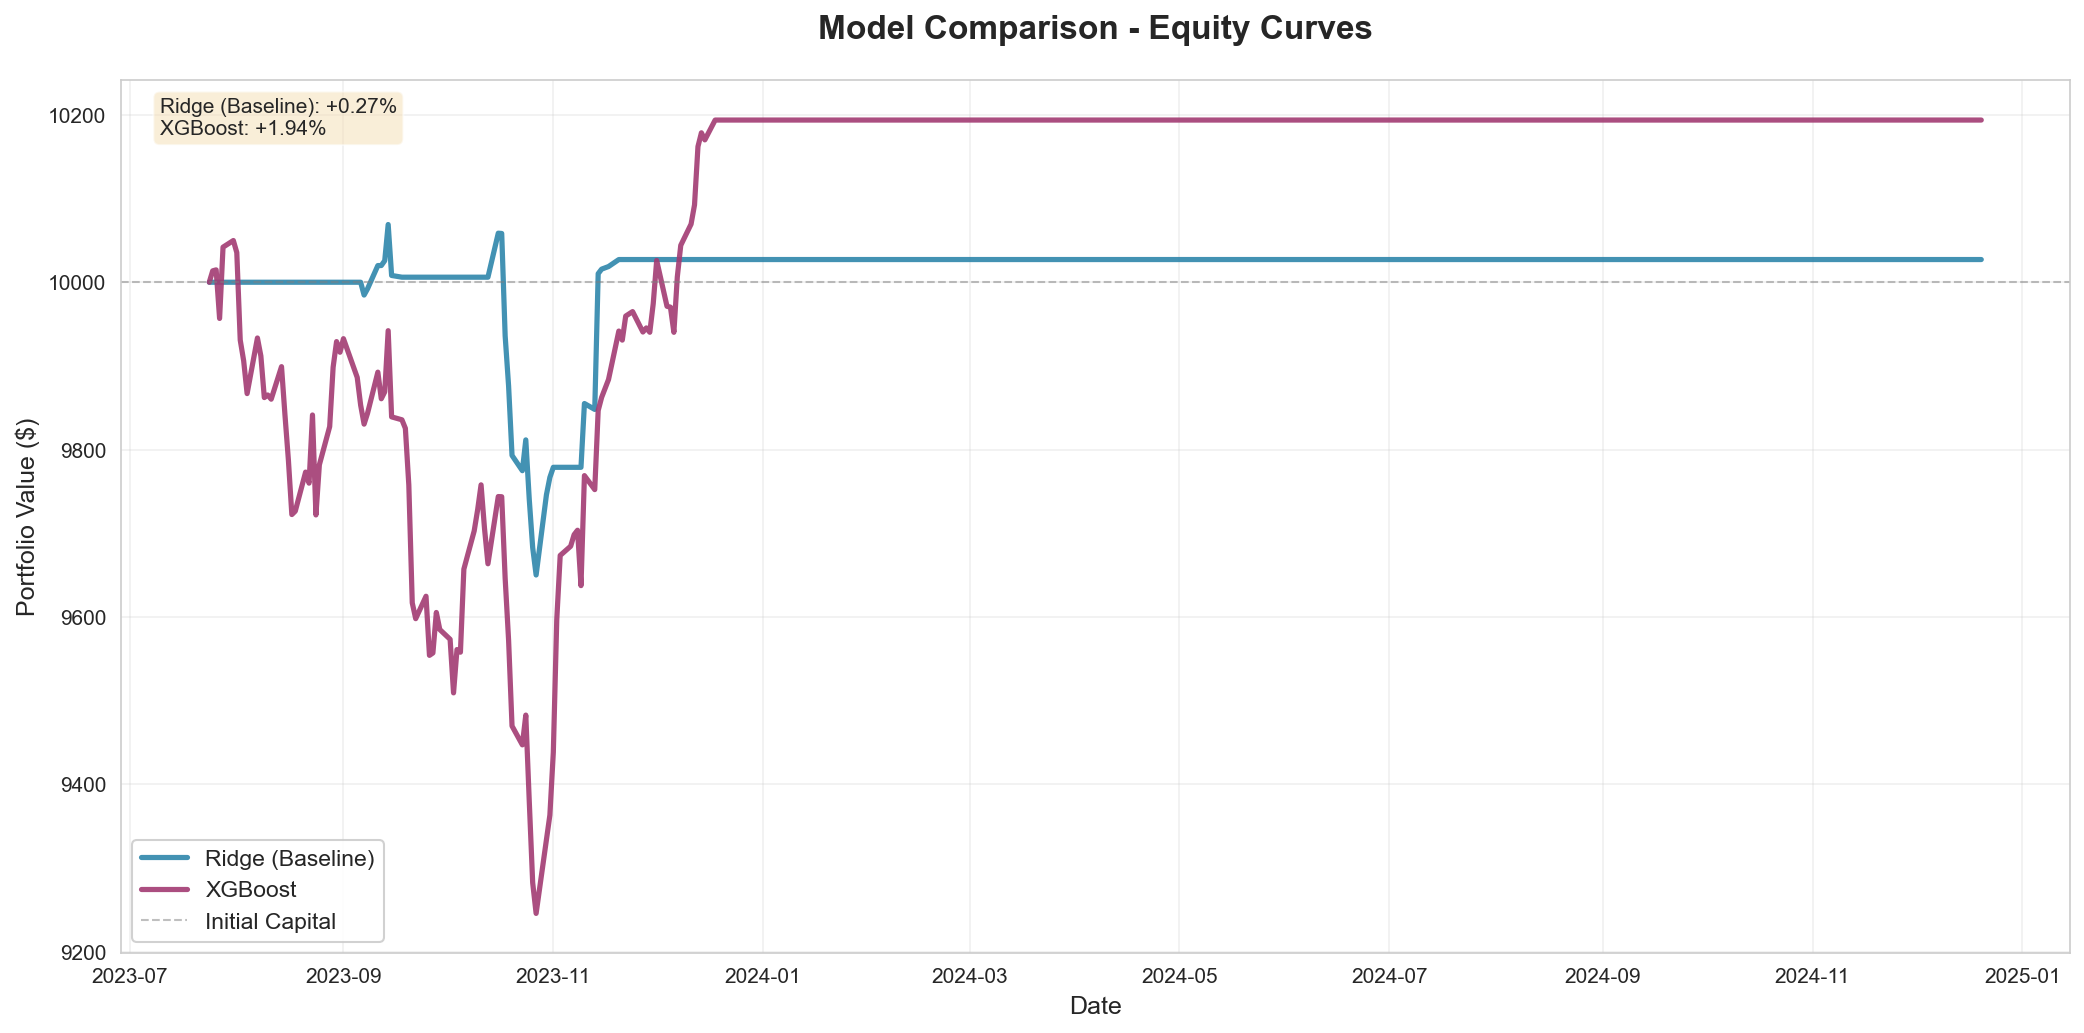 Model Comparison - Equity Curves
Ridge (Baseline): +0.27%
XGBoost: +1.94%
10200
10000
9800
9600
9400
9200
Portfolio Value ($)
Ridge (Baseline)
XGBoost
Initial Capital
2023-07 2023-09 2023-11 2024-01 2024-03 2024-05 2024-07 2024-09 2024-11 2025-01
Date